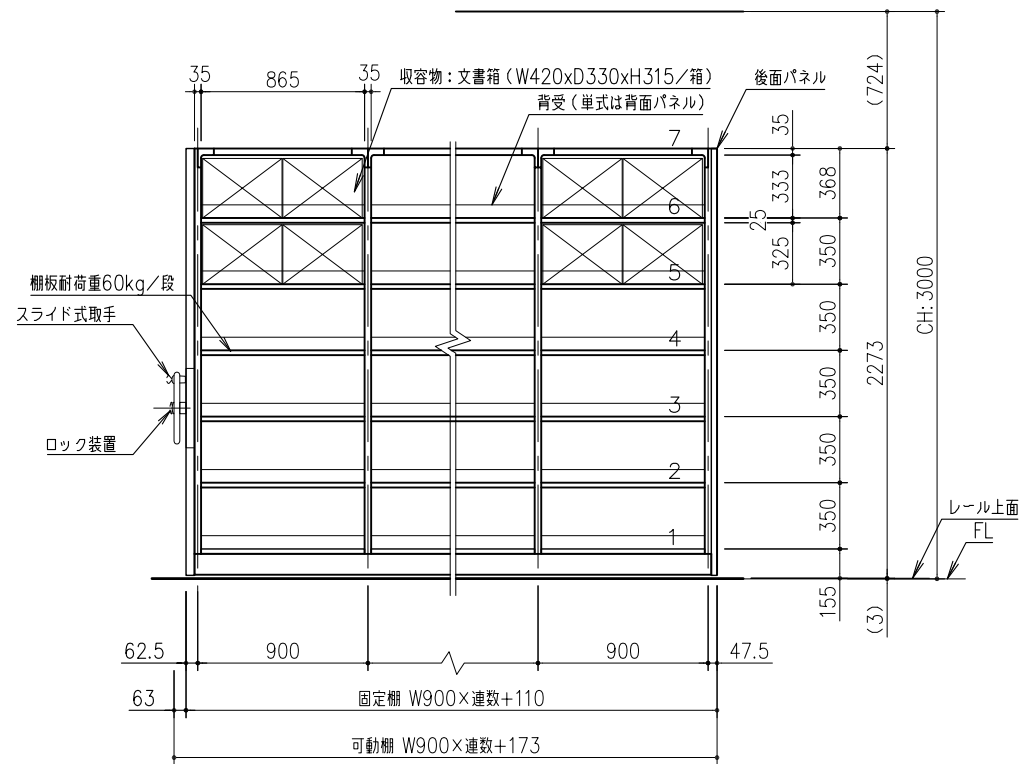 (724)
35
865
35
収容物：文書箱（W420xD330xH315／箱）
後面パネル
背受（単式は背面パネル）
35
7
333
368
6
25
325
350
5
棚板耐荷重60kg／段
スライド式取手
4
350
CH: 3000
2273
350
3
ロック装置
350
2
350
1
レール上面
FL
155
(3)
62.5
900
900
47.5
63
固定棚 W900×連数+110
可動棚 W900×連数+173